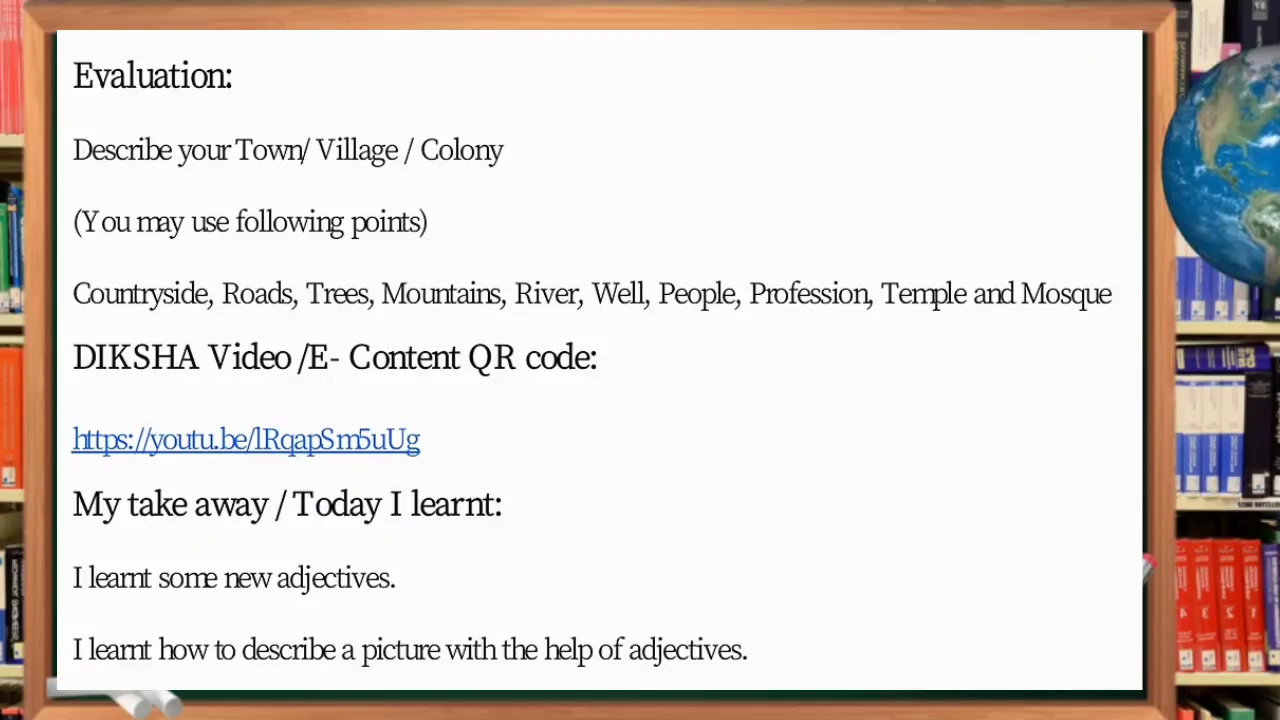 Evaluation:
Describe your Town/ Village / Colony
(You may use following points)
Countryside, Roads, Trees, Mountains, River, Well, People, Profession, Temple and Mosque
DIKSHA Video /E- Content QR code:
https://youtu.be/lRqapSm5uUg
My take away / Today I learnt:
I learnt some new adjectives.
I learnt how to describe a picture with the help of adjectives.